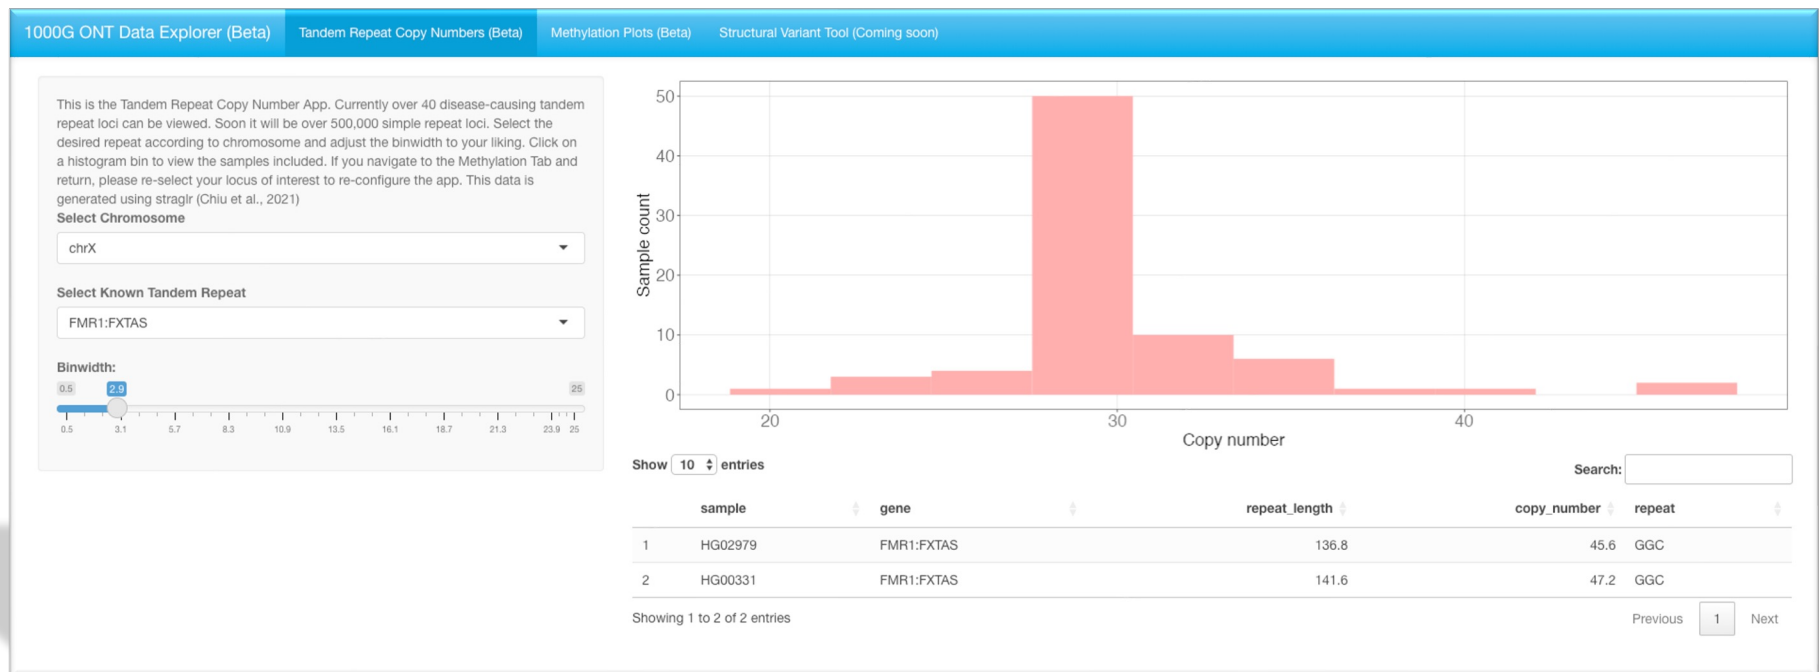 1000G ONT Data Explorer (Beta) Tandem Repeat Copy Numbers (Beta) Methylation Plots (Beta) Structural Variant Tool (Coming soon)
This is the Tandem Repeat Copy Number App. Currently over 40 disease-causing tandem
repeat loci can be viewed. Soon it will be over 500,000 simple repeat loci. Select the
desired repeat according to chromosome and adjust the binwidth to your liking. Click on
a histogram bin to view the samples included. If you navigate to the Methylation Tab and
return, please re-select your locus of interest to re-configure the app. This data is
generated using straglr (Chiu et al., 2021)
Select Chromosome
chrX
Select Known Tandem Repeat
FMR1:FXTAS
Binwidth:
0.5 2.9 25
0.5 3.1 5.7 8.3 10.9 13.5 16.1 18.7 21.3 23.9 25
Sample count
50
40
30
20
10
0
20 30 40
Copy number
Show 10 entries Search:
sample gene repeat_length copy_number repeat
1 HG02979 FMR1:FXTAS 136.8 45.6 GGC
2 HG00331 FMR1:FXTAS 141.6 47.2 GGC
Showing 1 to 2 of 2 entries Previous 1 Next